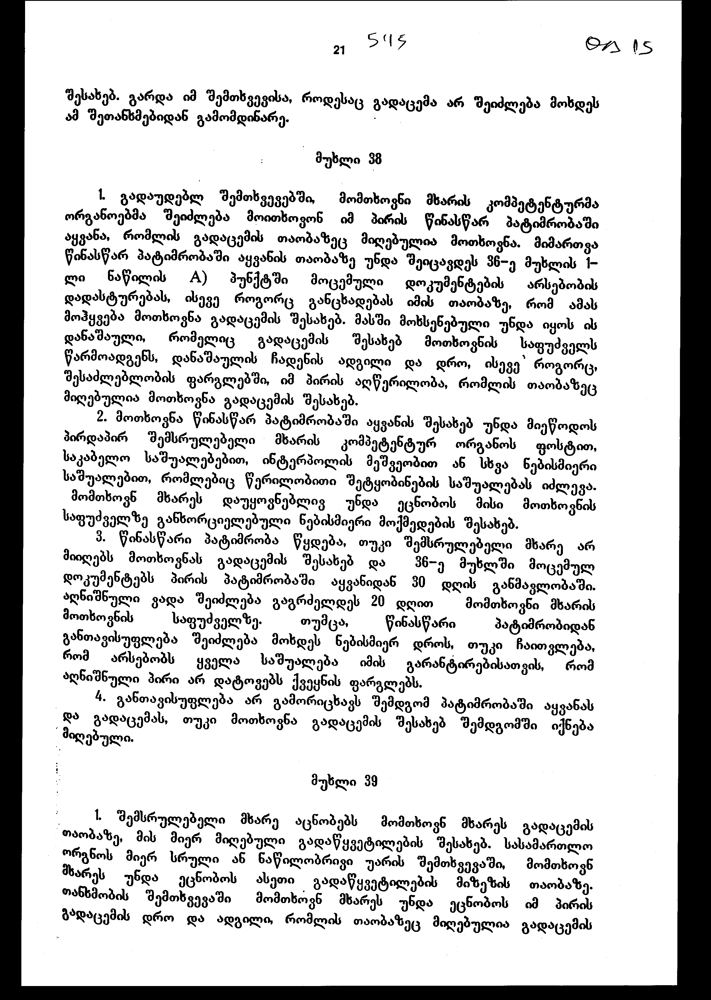 21
შესახებ. გარდა იმ შემთხვევისა, როდესაც გადაცემა არ შეიძლება მოხდეს
ამ შეთანხმებიდან გამომდინარე.
მუხლი 38
1. გადაუდებლ შემთხვევებში, მომთხოვნი მხარის კომპეტენტურმა
ორგანოებმა შეიძლება მოითხოვონ იმ პირის წინასწარ პატიმრობაში
აყვანა, რომლის გადაცემის თაობაზეც მიღებულია მოთხოვნა. მიმართვა
წინასწარ პატიმრობაში აყვანის თაობაზე უნდა შეიცავდეს 36-ე მუხლის 1-
ლი ნაწილის A) პუნქტში მოცემული დოკუმენტების არსებობის
დადასტურებას, ისევე როგორც განცხადებას იმის თაობაზე, რომ ამას
მოჰყვება მოთხოვნა გადაცემის შესახებ. მასში მოხსენებული უნდა იყოს ის
დანაშაული, რომელიც გადაცემის შესახებ მოთხოვნის საფუძველს
წარმოადგენს, დანაშაულის ჩადენის ადგილი და დრო, ისევე როგორც,
შესაძლებლობის ფარგლებში, იმ პირის აღწერილობა, რომლის თაობაზეც
მიღებულია მოთხოვნა გადაცემის შესახებ.
2. მოთხოვნა წინასწარ პატიმრობაში აყვანის შესახებ უნდა მიეწოდოს
პირდაპირ შემსრულებელი მხარის კომპეტენტურ ორგანოს ფოსტით,
საკაბელო საშუალებებით, ინტერპოლის მეშვეობით ან სხვა ნებისმიერი
საშუალებით, რომლებიც წერილობითი შეტყობინების საშუალებას იძლევა.
მომთხოვნ მხარეს დაუყოვნებლივ უნდა ეცნობოს მისი მოთხოვნის
საფუძველზე განხორციელებული ნებისმიერი მოქმედების შესახებ.
3. წინასწარი პატიმრობა წყდება, თუკი შემსრულებელი მხარე არ
მიიღებს მოთხოვნას გადაცემის შესახებ და 36-ე მუხლში მოცემულ
დოკუმენტებს პირის პატიმრობაში აყვანიდან 30 დღის განმავლობაში.
აღნიშნული ვადა შეიძლება გაგრძელდეს 20 დღით მომთხოვნი მხარის
მოთხოვნის საფუძველზე. თუმცა, წინასწარი პატიმრობიდან
განთავისუფლება შეიძლება მოხდეს ნებისმიერ დროს, თუკი ჩაითვლება,
რომ არსებობს ყველა საშუალება იმის გარანტირებისათვის, რომ
აღნიშნული პირი არ დატოვებს ქვეყნის ფარგლებს.
4. განთავისუფლება არ გამორიცხავს შემდგომ პატიმრობაში აყვანას
და გადაცემას, თუკი მოთხოვნა გადაცემის შესახებ შემდგომში იქნება
მიღებული.
მუხლი 39
1. შემსრულებელი მხარე აცნობებს მომთხოვნ მხარეს გადაცემის
თაობაზე, მის მიერ მიღებული გადაწყვეტილების შესახებ. სასამართლო
ორგნოს მიერ სრული ან ნაწილობრივი უარის შემთხვევაში, მომთხოვნ
მხარეს უნდა ეცნობოს ასეთი გადაწყვეტილების მიზეზის თაობაზე.
თანხმობის შემთხვევაში მომთხოვნ მხარეს უნდა ეცნობოს იმ პირის
გადაცემის დრო და ადგილი, რომლის თაობაზეც მიღებულია გადაცემის